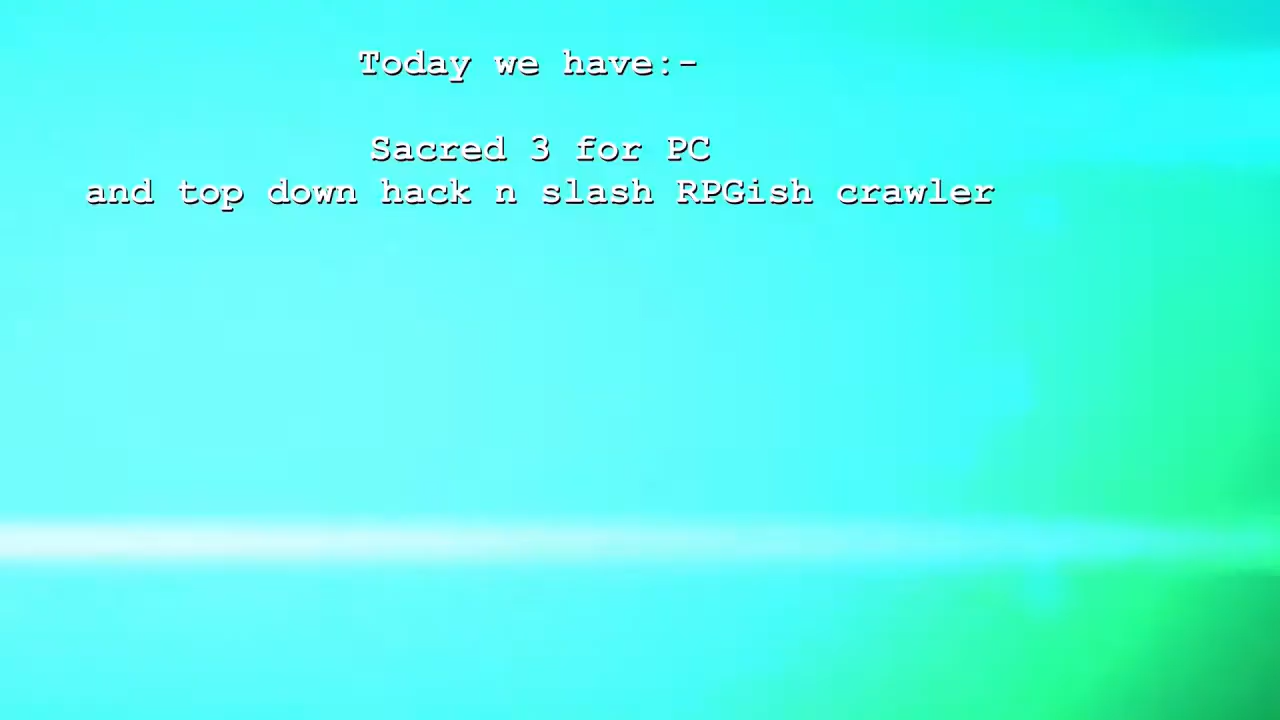 Today we have:-
Sacred 3 for PC
and top down hack n slash RPGish crawler